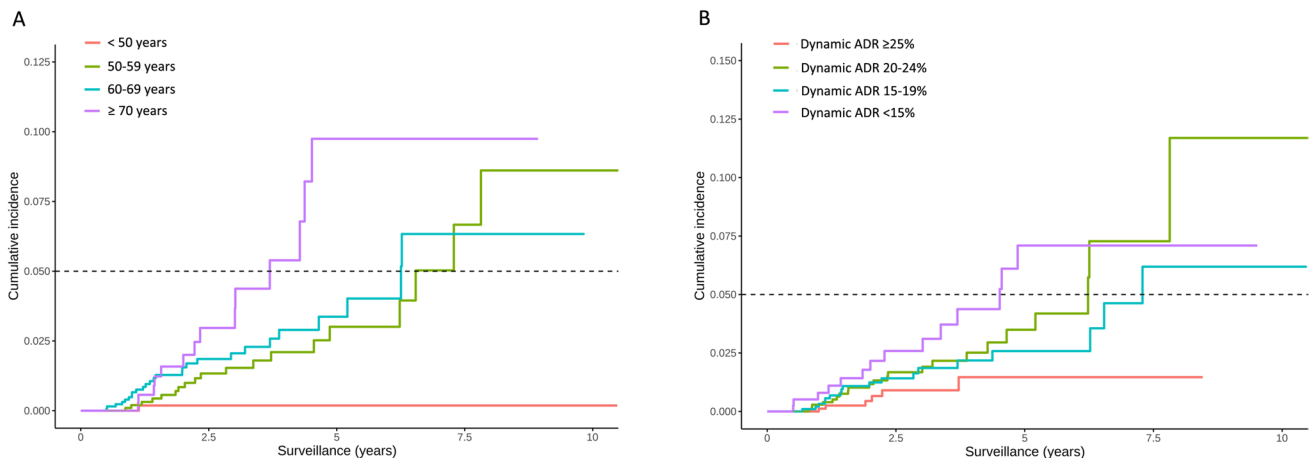 A
< 50 years
50-59 years
60-69 years
≥ 70 years
Cumulative incidence
0.125
0.100
0.075
0.050
0.025
0.000
0
2.5
5
7.5
10
Surveillance (years)
B
Dynamic ADR ≥25%
Dynamic ADR 20-24%
Dynamic ADR 15-19%
Dynamic ADR <15%
Cumulative incidence
0.150
0.125
0.100
0.075
0.050
0.025
0.000
0
2.5
5
7.5
10
Surveillance (years)